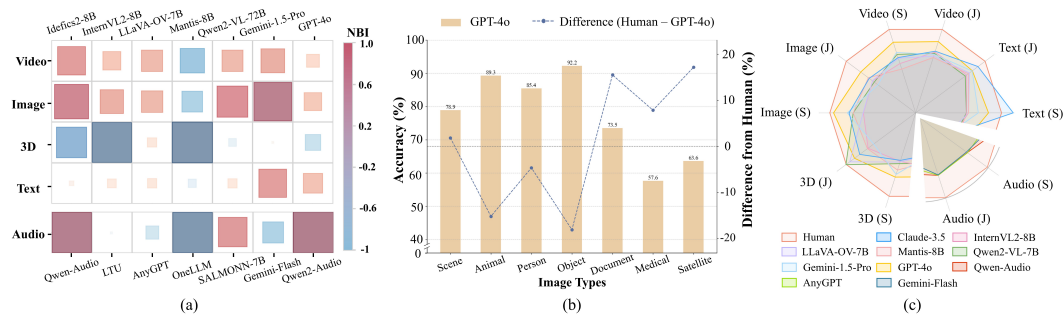 Idefics2-8B
InternVL2-8B
LLaVA-OV-7B
Mantis-8B
Qwen2-VL-72B
Gemini-1.5-Pro
GPT-4o
NBI
Video
Image
3D
Text
Audio
1.0
0.6
0.2
-0.2
-0.6
-1
Qwen-Audio
LTU
AnyGPT
OneLLM
SALMONN-7B
Gemini-Flash
Qwen2-Audio
(a)
GPT-4o
Difference (Human – GPT-4o)
Accuracy (%)
100
90
80
70
60
50
40
0
78.9
89.3
85.4
92.2
73.5
57.6
63.6
20
10
0
−10
−20
Difference from Human (%)
Scene
Animal
Person
Object
Document
Medical
Satellite
Image Types
(b)
Video (S)
Video (J)
Image (J)
Text (J)
Image (S)
Text (S)
3D (J)
Audio (S)
3D (S)
Audio (J)
Human
Claude-3.5
InternVL2-8B
LLaVA-OV-7B
Mantis-8B
Qwen2-VL-7B
Gemini-1.5-Pro
GPT-4o
Qwen-Audio
AnyGPT
Gemini-Flash
(c)